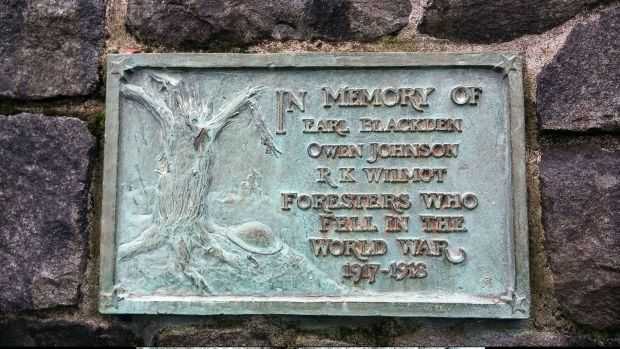 IN MEMORY OF
EARL BLACKDEN
OWEN JOHNSON
R K WILMOT
FORESTERS WHO
FELL IN THE
WORLD WAR
1917-1918